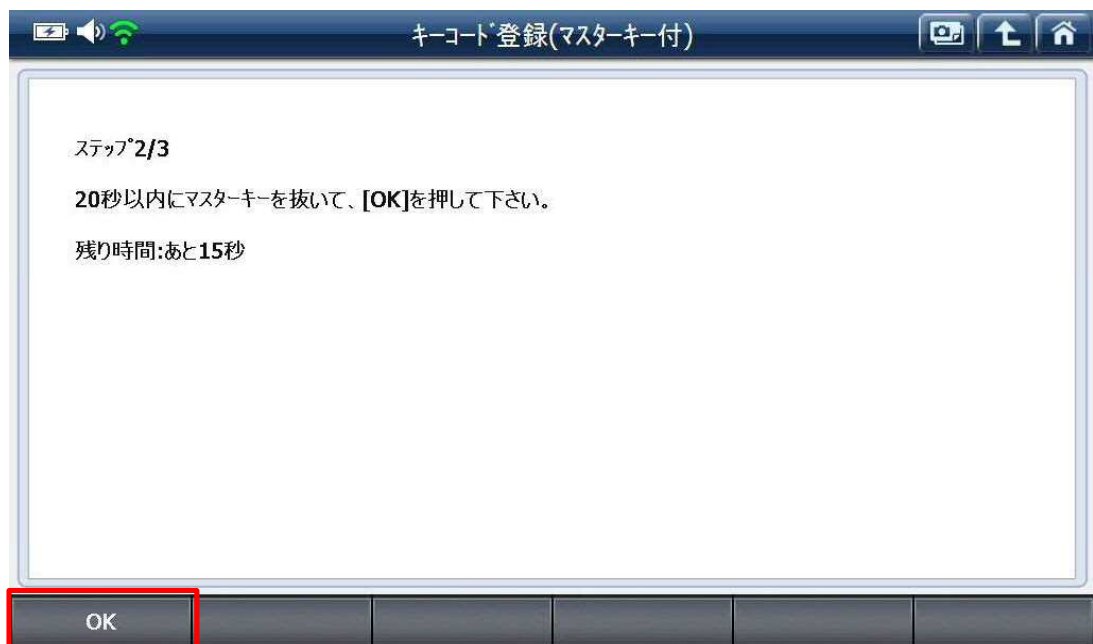 キーコード登録(マスターキー付)
ステップ2/3
20秒以内にマスターキーを抜いて、[OK]を押して下さい。
残り時間:あと15秒
OK